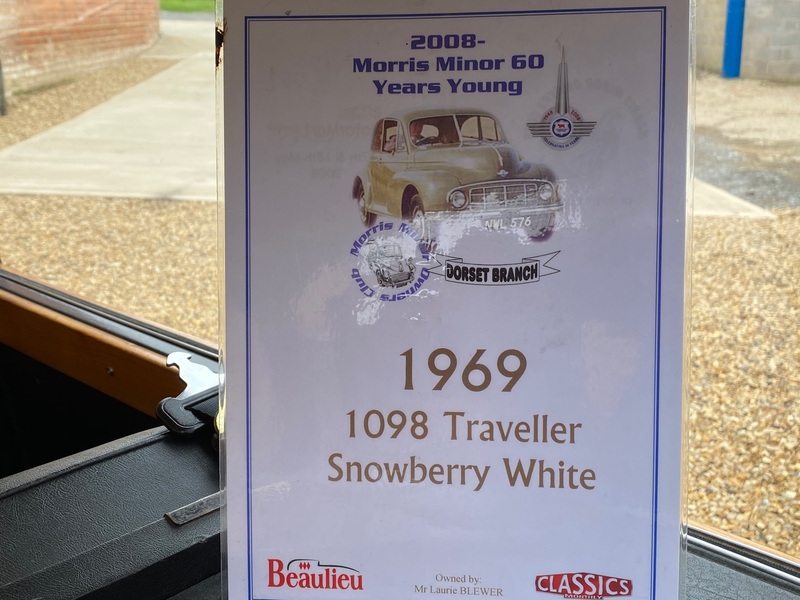 2008-
Morris Minor 60
Years Young
NWL 576
Morris Minor
Owners Club
DORSET BRANCH
1969
1098 Traveller
Snowberry White
Beaulieu
Owned by:
Mr Laurie BLEWER
CLASSICS
MONTHLY